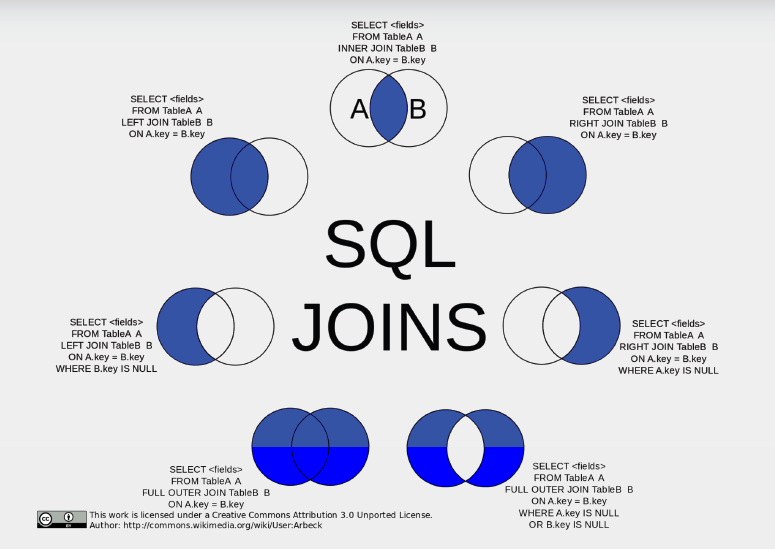 SELECT <fields>
FROM TableA A
INNER JOIN TableB B
ON A.key = B.key
A B
SELECT <fields>
FROM TableA A
LEFT JOIN TableB B
ON A.key = B.key
SELECT <fields>
FROM TableA A
RIGHT JOIN TableB B
ON A.key = B.key
SQL
JOINS
SELECT <fields>
FROM TableA A
LEFT JOIN TableB B
ON A.key = B.key
WHERE B.key IS NULL
SELECT <fields>
FROM TableA A
RIGHT JOIN TableB B
ON A.key = B.key
WHERE A.key IS NULL
SELECT <fields>
FROM TableA A
FULL OUTER JOIN TableB B
ON A.key = B.key
SELECT <fields>
FROM TableA A
FULL OUTER JOIN TableB B
ON A.key = B.key
WHERE A.key IS NULL
OR B.key IS NULL
cc
BY
This work is licensed under a Creative Commons Attribution 3.0 Unported License.
Author: http://commons.wikimedia.org/wiki/User:Arbeck